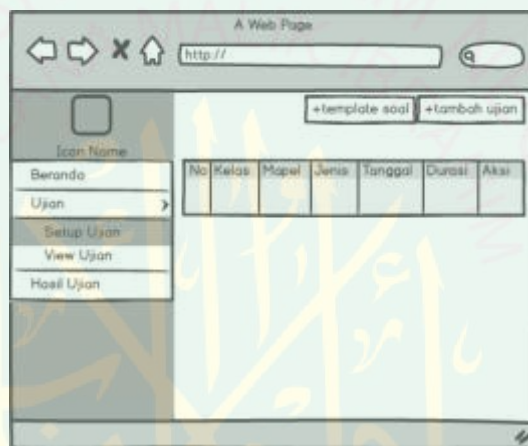 A Web Page
http://
+template soal +tambah ujian
Icon Name
Beranda
No Kelas Mapel Jenis Tanggal Durasi Aksi
Ujian
Setup Ujian
View Ujian
Hasil Ujian